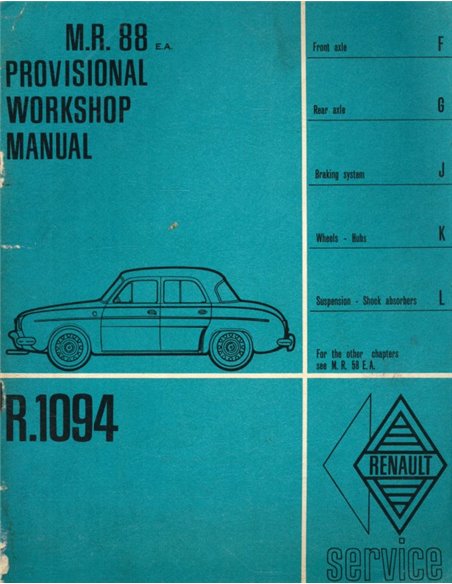 M.R. 88 E.A.
PROVISIONAL
WORKSHOP
MANUAL
Front axle F
Rear axle G
Braking system J
Wheels - Hubs K
Suspension - Shock absorbers L
For the other chapters
see M. R. 58 E.A.
R.1094
RENAULT
service